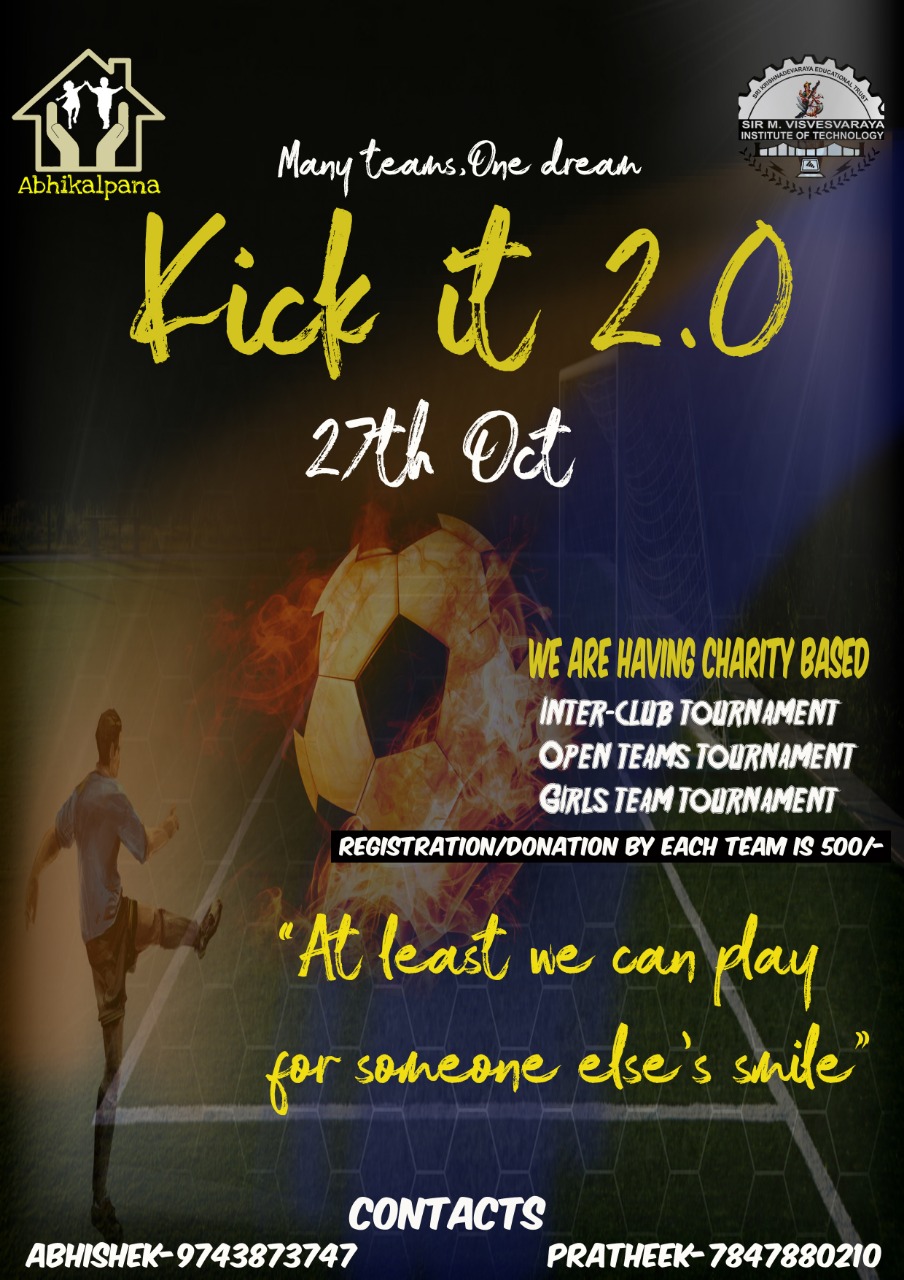 Abhikalpana
SRI KRISHNADEVARAYA EDUCATIONAL TRUST
SIR M. VISVESVARAYA
INSTITUTE OF TECHNOLOGY
Many teams,One dream
Kick it 2.0
27th Oct
WE ARE HAVING CHARITY BASED
INTER-CLUB TOURNAMENT
OPEN TEAMS TOURNAMENT
GIRLS TEAM TOURNAMENT
REGISTRATION/DONATION BY EACH TEAM IS 500/-
"At least we can play
for someone else's smile"
CONTACTS
ABHISHEK-9743873747
PRATHEEK-7847880210